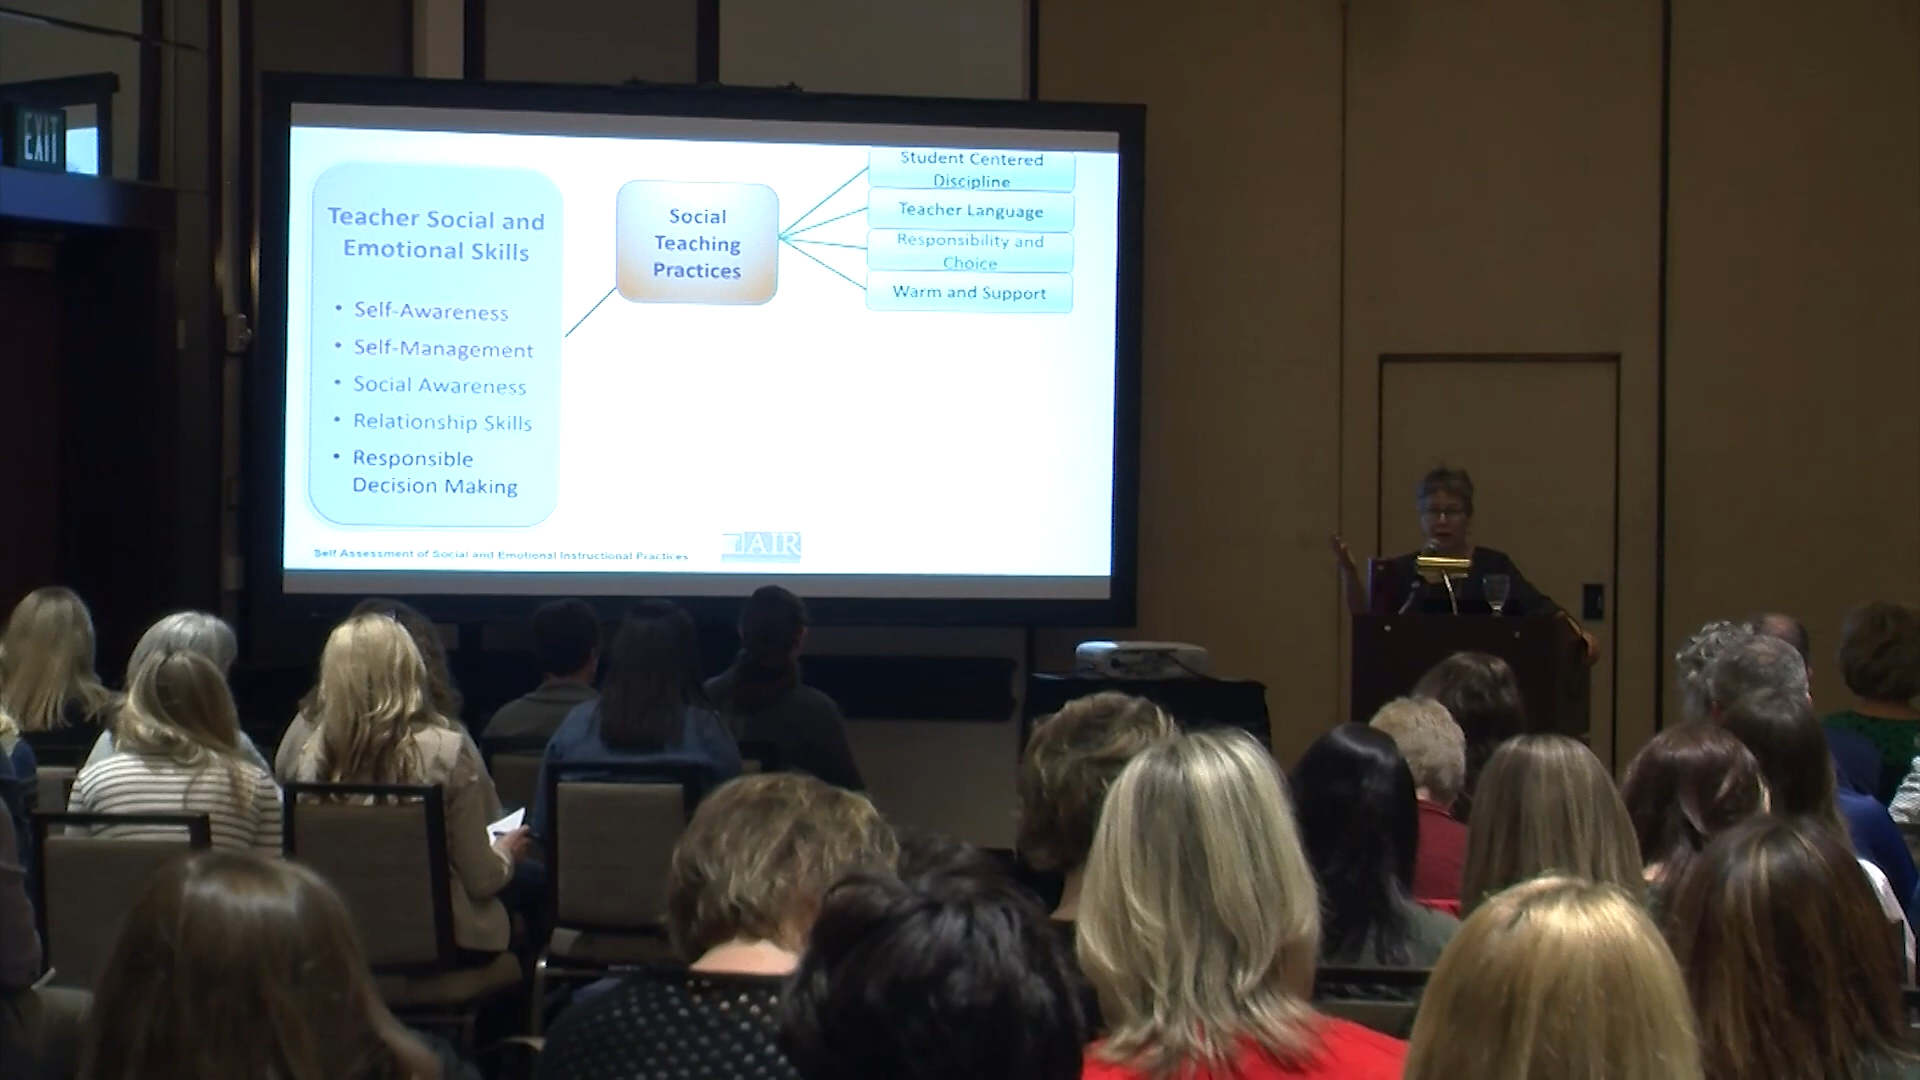 EXIT
Teacher Social and
Emotional Skills
• Self-Awareness
• Self-Management
• Social Awareness
• Relationship Skills
• Responsible
Decision Making
Social
Teaching
Practices
Student Centered
Discipline
Teacher Language
Responsibility and
Choice
Warm and Support
Self Assessment of Social and Emotional Instructional Practices
AIR